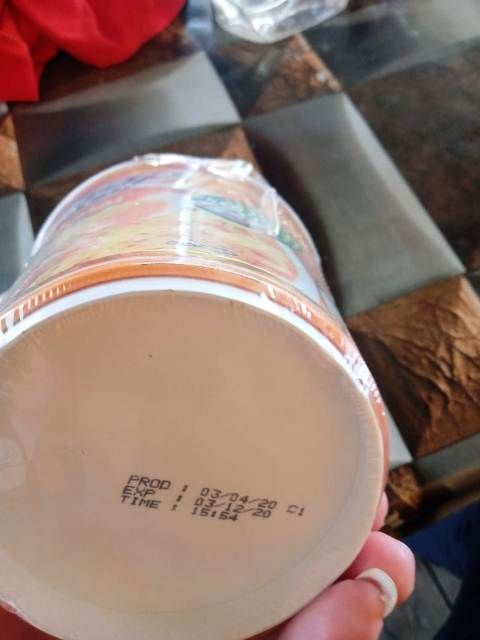 PROD : 03/04/20 C1
EXP : 03/12/20
TIME : 15:54